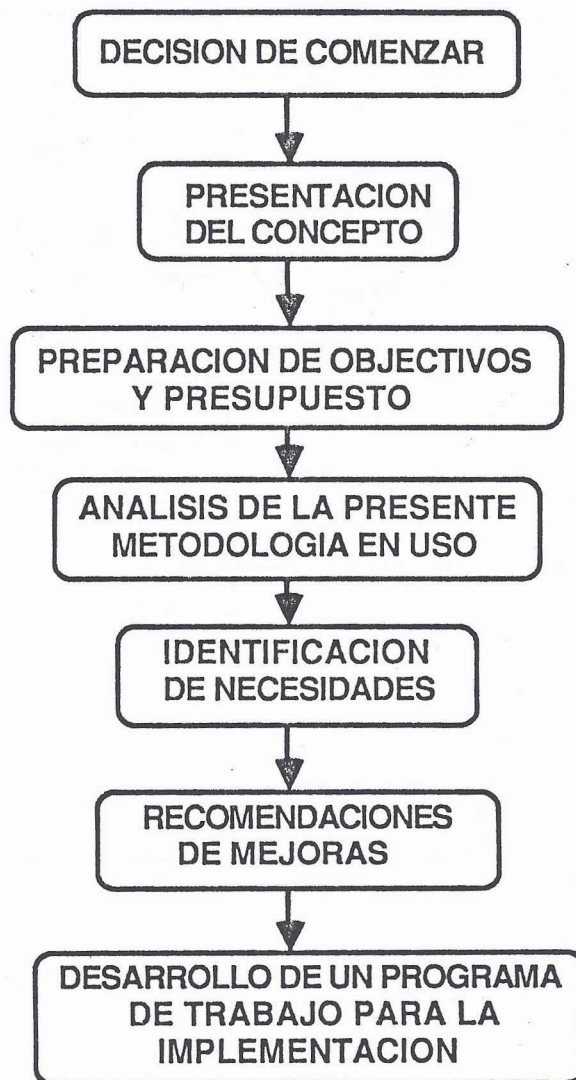 DECISION DE COMENZAR
PRESENTACION
DEL CONCEPTO
PREPARACION DE OBJECTIVOS
Y PRESUPUESTO
ANALISIS DE LA PRESENTE
METODOLOGIA EN USO
IDENTIFICACION
DE NECESIDADES
RECOMENDACIONES
DE MEJORAS
DESARROLLO DE UN PROGRAMA
DE TRABAJO PARA LA
IMPLEMENTACION